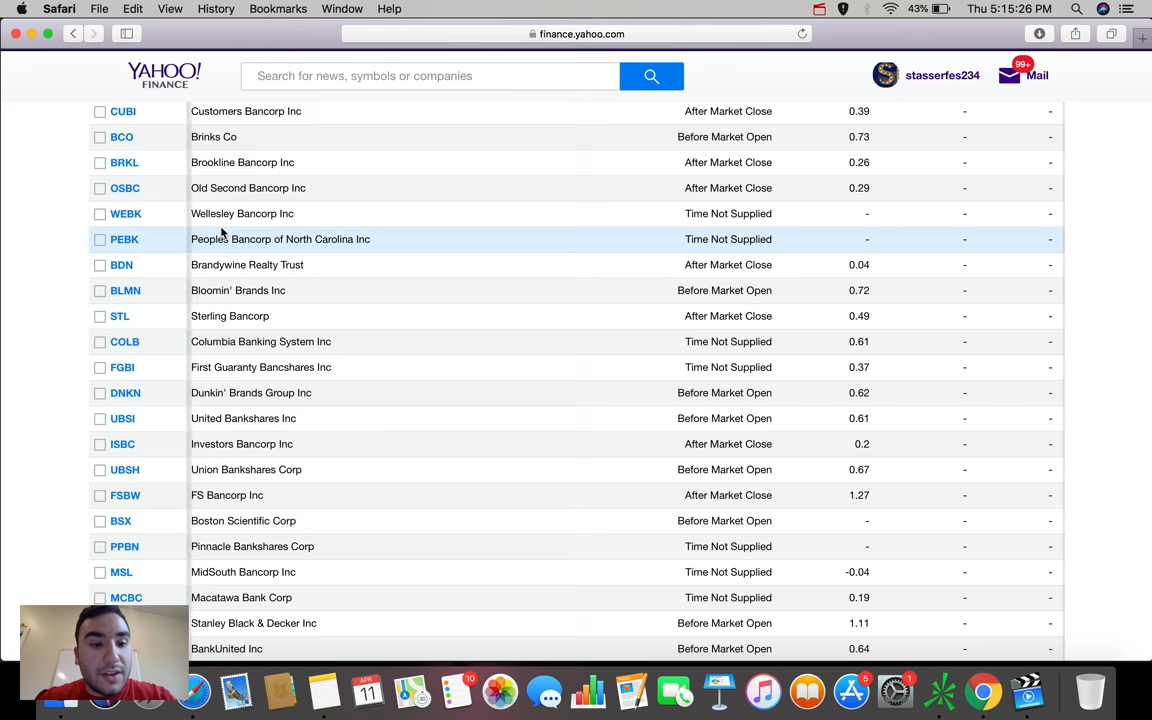 Safari File Edit View History Bookmarks Window Help 43% Thu 5:15:26 PM
finance.yahoo.com
YAHOO! FINANCE Search for news, symbols or companies stasserfes234 99+ Mail
CUBI Customers Bancorp Inc After Market Close 0.39 - -
BCO Brinks Co Before Market Open 0.73 - -
BRKL Brookline Bancorp Inc After Market Close 0.26 - -
OSBC Old Second Bancorp Inc After Market Close 0.29 - -
WEBK Wellesley Bancorp Inc Time Not Supplied - - -
PEBK Peoples Bancorp of North Carolina Inc Time Not Supplied - - -
BDN Brandywine Realty Trust After Market Close 0.04 - -
BLMN Bloomin' Brands Inc Before Market Open 0.72 - -
STL Sterling Bancorp After Market Close 0.49 - -
COLB Columbia Banking System Inc Time Not Supplied 0.61 - -
FGBI First Guaranty Bancshares Inc Time Not Supplied 0.37 - -
DNKN Dunkin' Brands Group Inc Before Market Open 0.62 - -
UBSI United Bankshares Inc Before Market Open 0.61 - -
ISBC Investors Bancorp Inc After Market Close 0.2 - -
UBSH Union Bankshares Corp Before Market Open 0.67 - -
FSBW FS Bancorp Inc After Market Close 1.27 - -
BSX Boston Scientific Corp Before Market Open - - -
PPBN Pinnacle Bankshares Corp Time Not Supplied - - -
MSL MidSouth Bancorp Inc Time Not Supplied -0.04 - -
MCBC Macatawa Bank Corp Time Not Supplied 0.19 - -
Stanley Black & Decker Inc Before Market Open 1.11 - -
BankUnited Inc Before Market Open 0.64 - -
APR 11 10 5 1